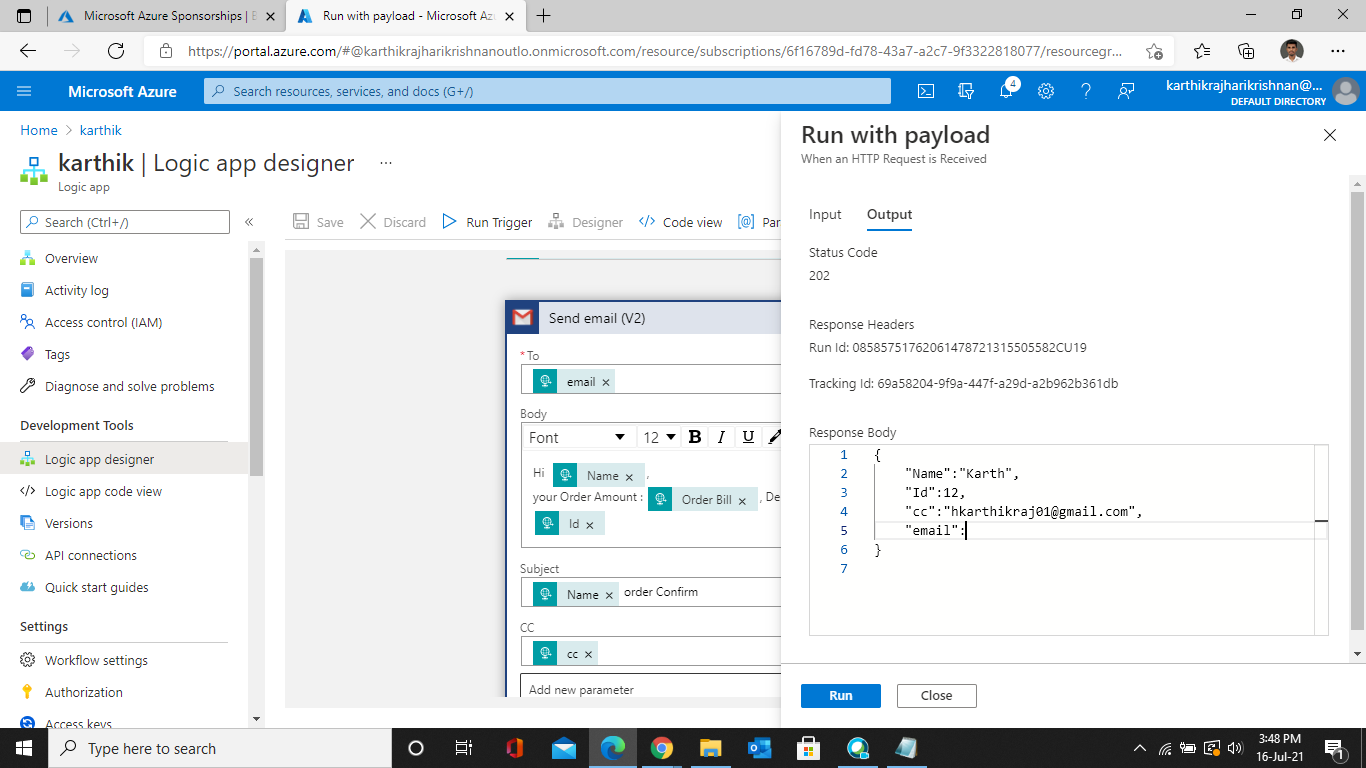 Microsoft Azure Sponsorships |
Run with payload - Microsoft Az
https://portal.azure.com/#@karthikrajharikrishnanoutlo.onmicrosoft.com/resource/subscriptions/6f16789d-fd78-43a7-a2c7-9f3322818077/resourcegr...
Microsoft Azure
Search resources, services, and docs (G+/)
4
karthikrajharikrishnan@...
DEFAULT DIRECTORY
Home > karthik
karthik | Logic app designer ...
Logic app
Search (Ctrl+/)
«
Overview
Activity log
Access control (IAM)
Tags
Diagnose and solve problems
Development Tools
Logic app designer
Logic app code view
Versions
API connections
Quick start guides
Settings
Workflow settings
Authorization
Access keys
Save
Discard
Run Trigger
Designer
Code view
Par
Send email (V2)
* To
email ×
Body
Font
12
B
I
U
Hi Name × ,
your Order Amount : Order Bill × , De
Id ×
Subject
Name × order Confirm
CC
cc ×
Add new parameter
Run with payload
When an HTTP Request is Received
Input
Output
Status Code
202
Response Headers
Run Id: 08585751762061478721315505582CU19
Tracking Id: 69a58204-9f9a-447f-a29d-a2b962b361db
Response Body
1 {
2 "Name":"Karth",
3 "Id":12,
4 "cc":"hkarthikraj01@gmail.com",
5 "email":
6 }
7
Run
Close
Type here to search
3:48 PM
16-Jul-21
1